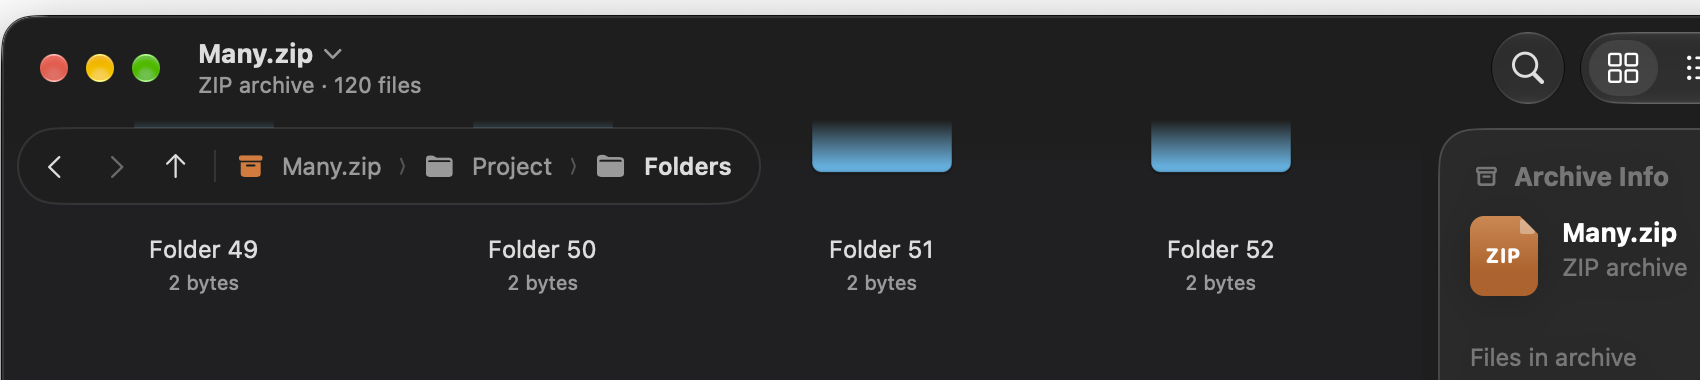 Many.zip
ZIP archive · 120 files
Many.zip › Project › Folders
Folder 49
2 bytes
Folder 50
2 bytes
Folder 51
2 bytes
Folder 52
2 bytes
Archive Info
ZIP
Many.zip
ZIP archive
Files in archive